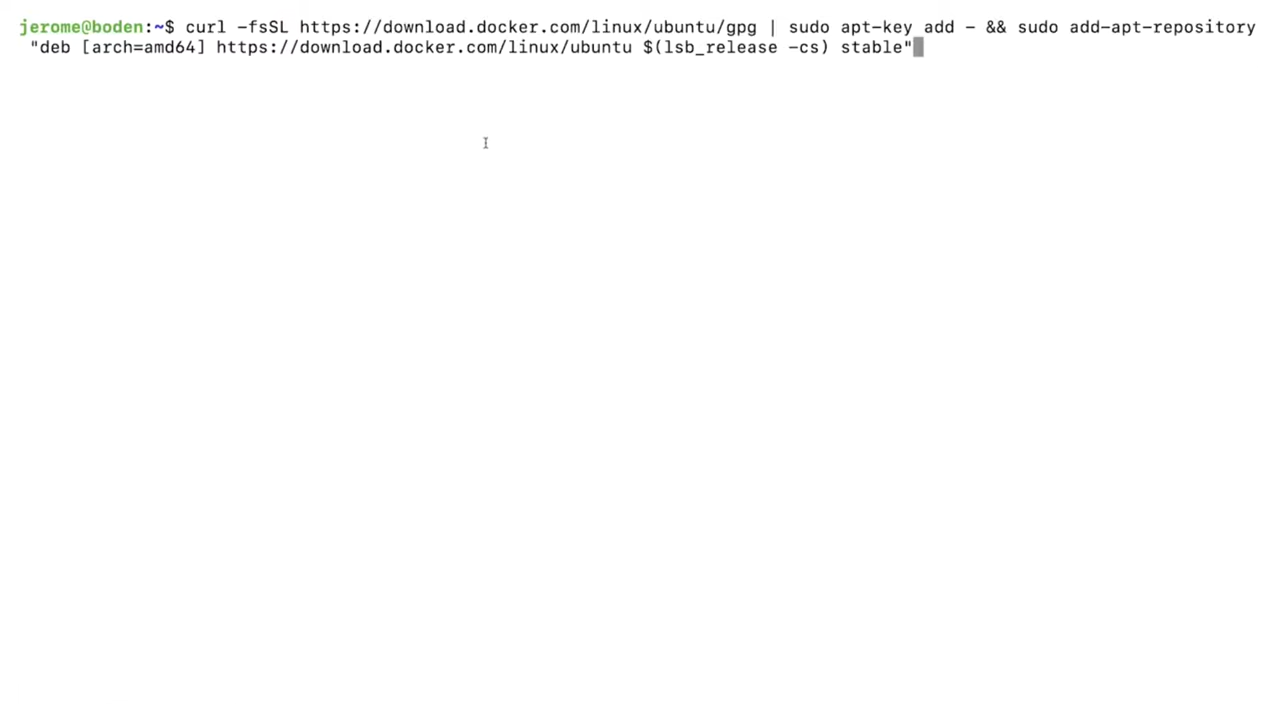 jerome@boden:~$ curl -fsSL https://download.docker.com/linux/ubuntu/gpg | sudo apt-key add - && sudo add-apt-repository
"deb [arch=amd64] https://download.docker.com/linux/ubuntu $(lsb_release -cs) stable"